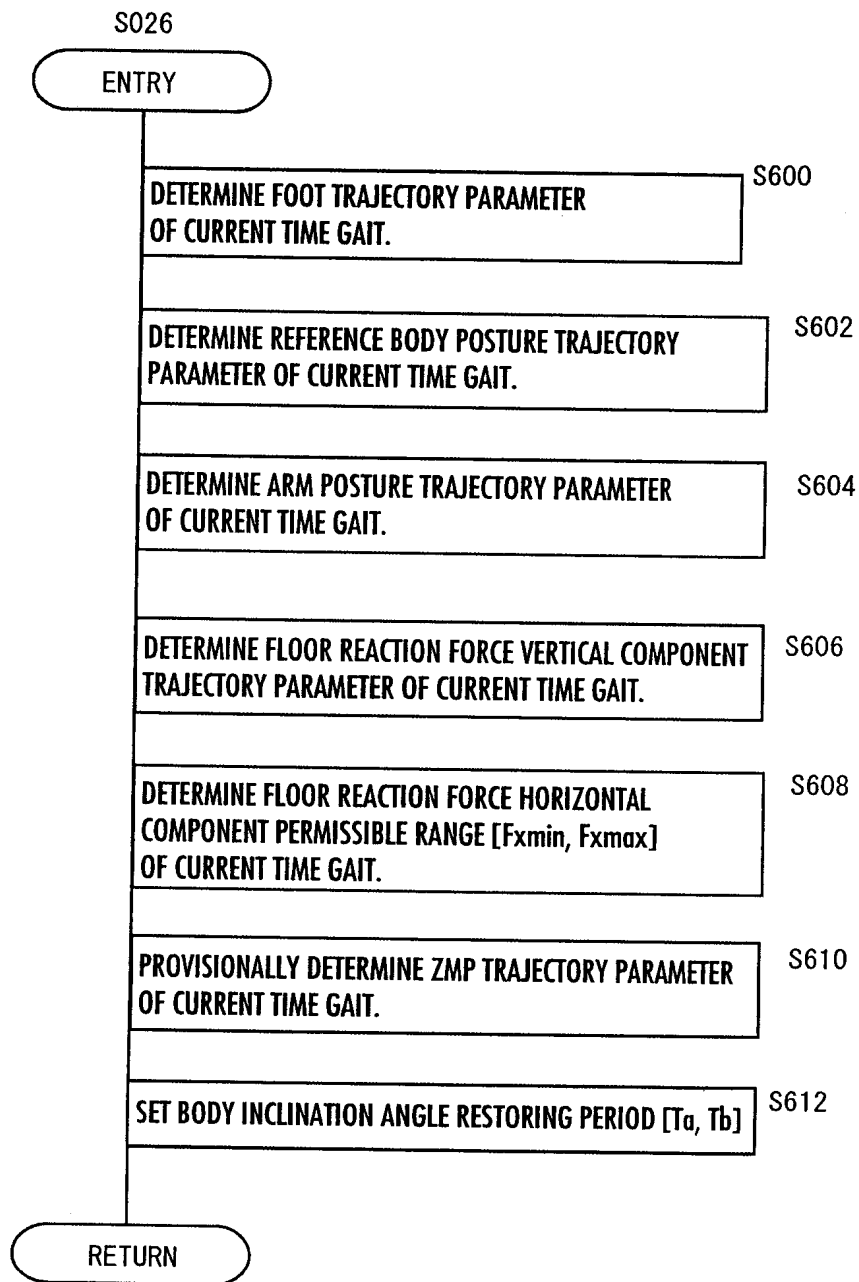 S026
ENTRY
S600
DETERMINE FOOT TRAJECTORY PARAMETER
OF CURRENT TIME GAIT.
S602
DETERMINE REFERENCE BODY POSTURE TRAJECTORY
PARAMETER OF CURRENT TIME GAIT.
S604
DETERMINE ARM POSTURE TRAJECTORY PARAMETER
OF CURRENT TIME GAIT.
S606
DETERMINE FLOOR REACTION FORCE VERTICAL COMPONENT
TRAJECTORY PARAMETER OF CURRENT TIME GAIT.
S608
DETERMINE FLOOR REACTION FORCE HORIZONTAL
COMPONENT PERMISSIBLE RANGE [Fxmin, Fxmax]
OF CURRENT TIME GAIT.
S610
PROVISIONALLY DETERMINE ZMP TRAJECTORY PARAMETER
OF CURRENT TIME GAIT.
S612
SET BODY INCLINATION ANGLE RESTORING PERIOD [Ta, Tb]
RETURN